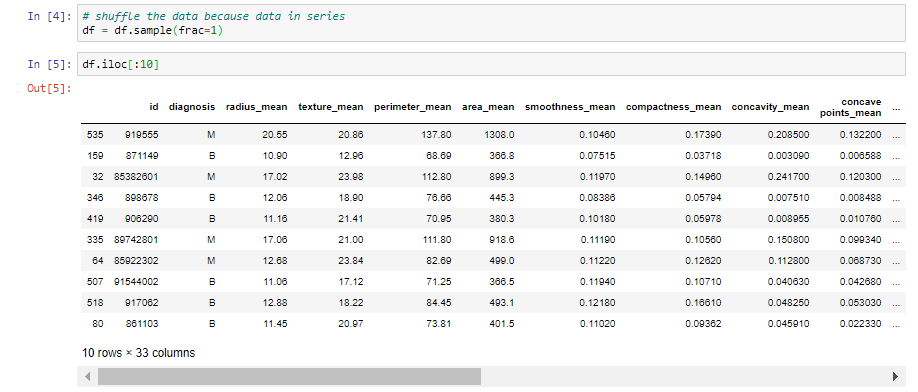 In [4]: # shuffle the data because data in series
df = df.sample(frac=1)
In [5]: df.iloc[:10]
Out[5]:
id diagnosis radius_mean texture_mean perimeter_mean area_mean smoothness_mean compactness_mean concavity_mean concave points_mean ...
535 919555 M 20.55 20.86 137.80 1308.0 0.10460 0.17390 0.208500 0.132200 ...
159 871149 B 10.90 12.96 68.69 366.8 0.07515 0.03718 0.003090 0.006588 ...
32 85382601 M 17.02 23.98 112.80 899.3 0.11970 0.14960 0.241700 0.120300 ...
346 898678 B 12.06 18.90 76.66 445.3 0.08386 0.05794 0.007510 0.008488 ...
419 906290 B 11.16 21.41 70.95 380.3 0.10180 0.05978 0.008955 0.010760 ...
335 89742801 M 17.06 21.00 111.80 918.6 0.11190 0.10560 0.150800 0.099340 ...
64 85922302 M 12.68 23.84 82.69 499.0 0.11220 0.12620 0.112800 0.068730 ...
507 91544002 B 11.06 17.12 71.25 366.5 0.11940 0.10710 0.040630 0.042680 ...
518 917062 B 12.88 18.22 84.45 493.1 0.12180 0.16610 0.048250 0.053030 ...
80 861103 B 11.45 20.97 73.81 401.5 0.11020 0.09362 0.045910 0.022330 ...
10 rows × 33 columns